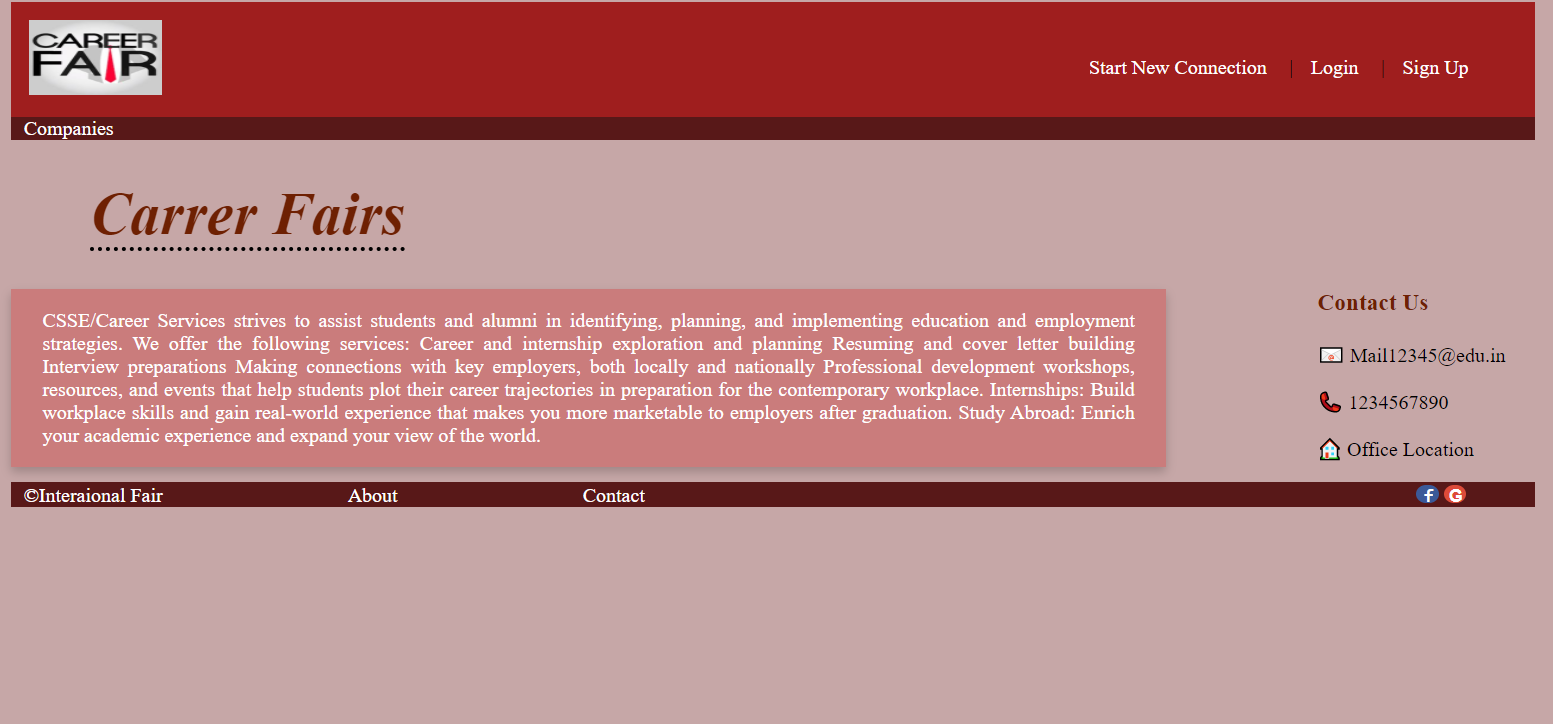 CAREER
FAIR
Start New Connection | Login | Sign Up
Companies
Carrer Fairs
CSSE/Career Services strives to assist students and alumni in identifying, planning, and implementing education and employment
strategies. We offer the following services: Career and internship exploration and planning Resuming and cover letter building
Interview preparations Making connections with key employers, both locally and nationally Professional development workshops,
resources, and events that help students plot their career trajectories in preparation for the contemporary workplace. Internships: Build
workplace skills and gain real-world experience that makes you more marketable to employers after graduation. Study Abroad: Enrich
your academic experience and expand your view of the world.
Contact Us
Mail12345@edu.in
1234567890
Office Location
©Interaional Fair About Contact f G